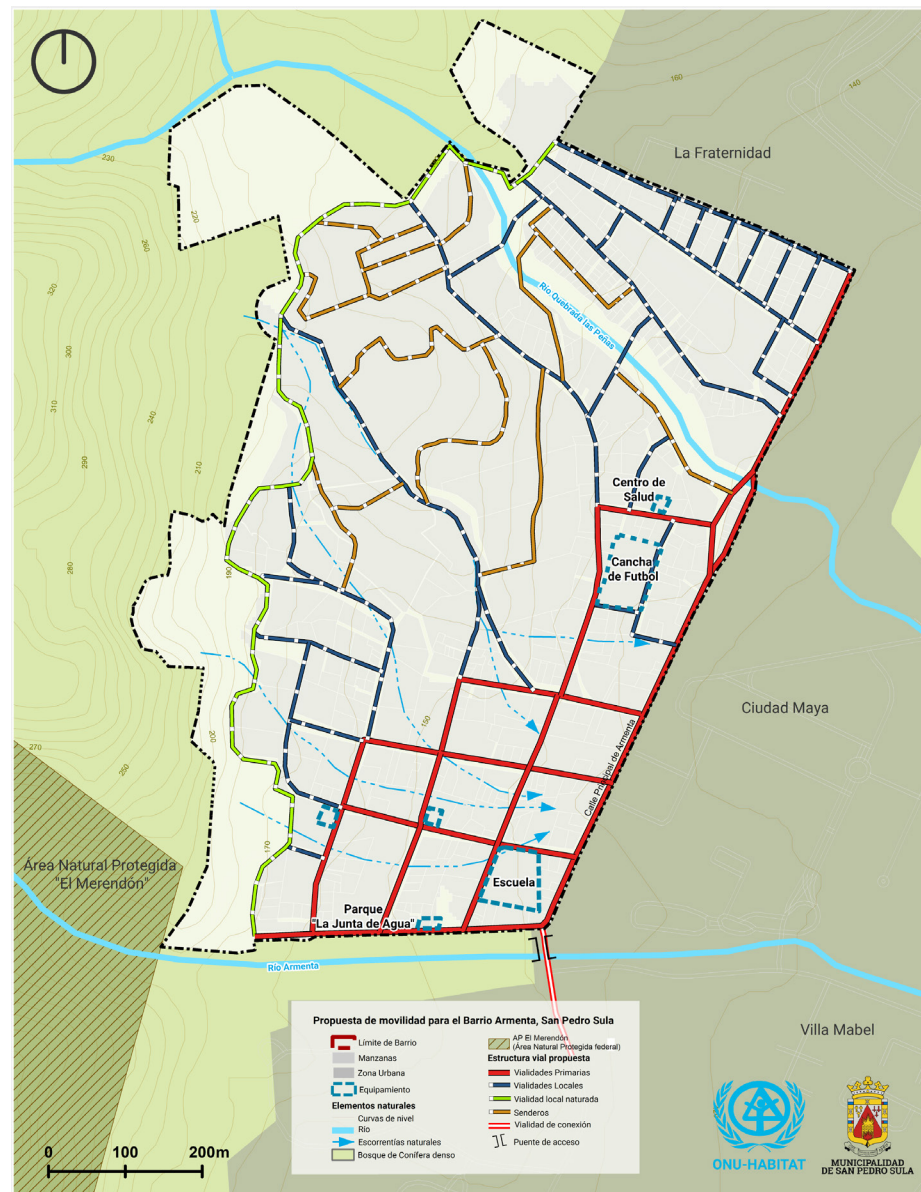 160
140
La Fraternidad
230
220
260
320
Río Quebrada las Peñas
300
310
240
290
210
Centro de
Salud
Cancha
de Futbol
280
190
Ciudad Maya
150
270
200
250
Calle Principal de Armenta
170
Área Natural Protegida
"El Merendón"
Escuela
Parque
"La Junta de Agua"
Río Armenta
Villa Mabel
Propuesta de movilidad para el Barrio Armenta, San Pedro Sula
Límite de Barrio
Manzanas
Zona Urbana
Equipamiento
Elementos naturales
Curvas de nivel
Río
Escorrentías naturales
Bosque de Conífera denso
AP El Merendón
(Área Natural Protegida federal)
Estructura vial propuesta
Vialidades Primarias
Vialidades Locales
Vialidad local naturada
Senderos
Vialidad de conexión
Puente de acceso
0 100 200m
ONU-HABITAT
MUNICIPALIDAD
DE SAN PEDRO SULA